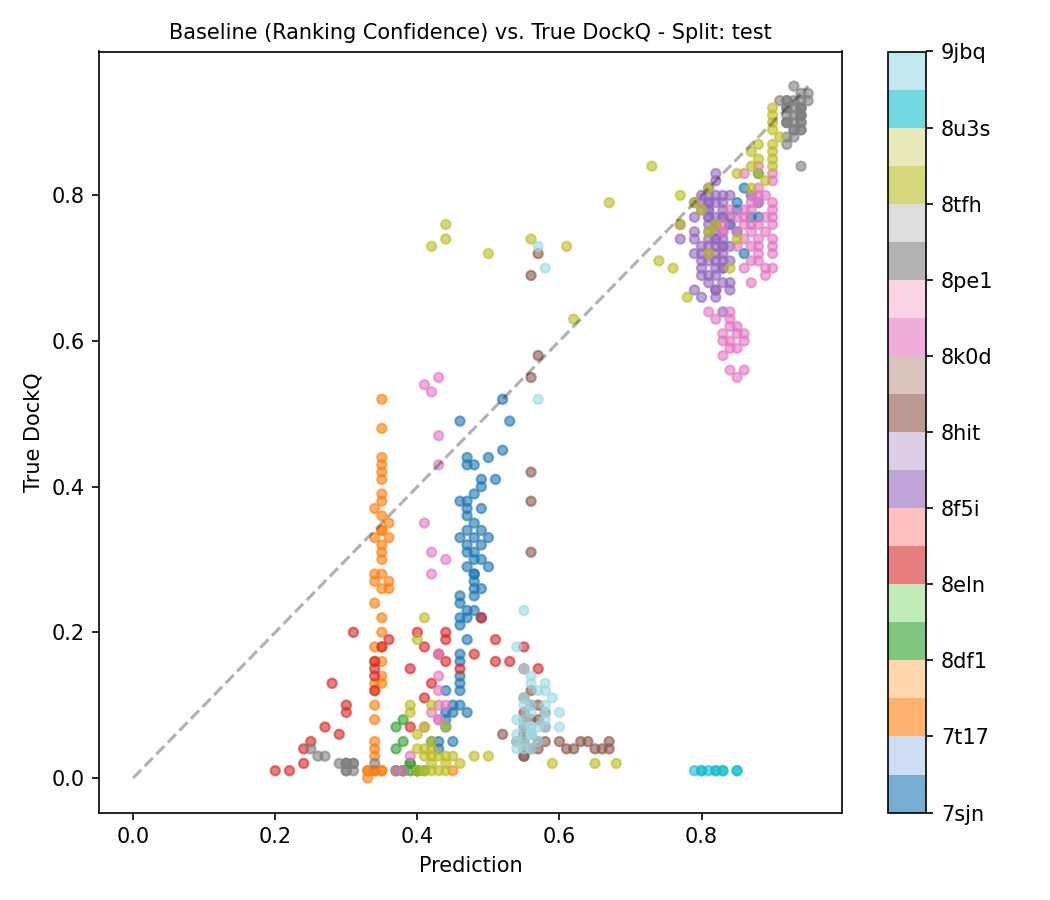 Baseline (Ranking Confidence) vs. True DockQ - Split: test
True DockQ
0.8
0.6
0.4
0.2
0.0
0.0
0.2
0.4
0.6
0.8
Prediction
9jbq
8u3s
8tfh
8pe1
8k0d
8hit
8f5i
8eln
8df1
7t17
7sjn